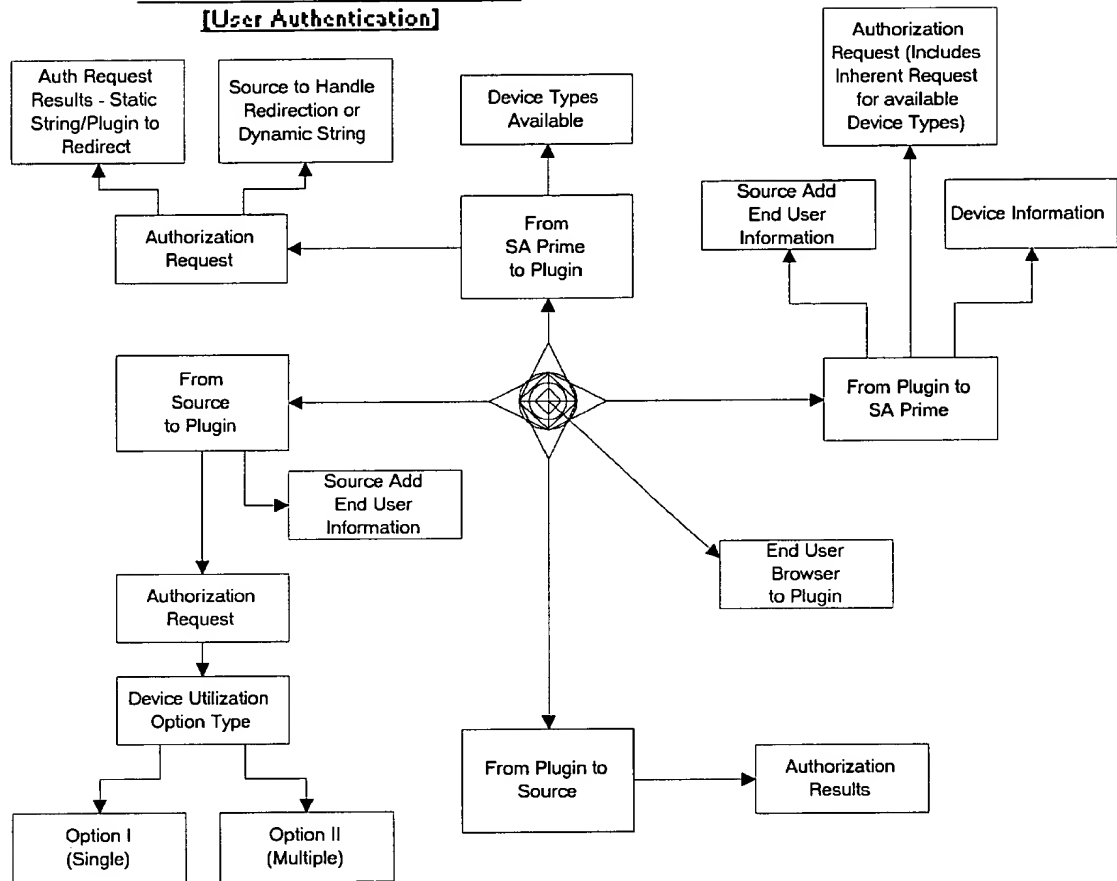 [User Authentication]
Auth Request
Results - Static
String/Plugin to
Redirect
Source to Handle
Redirection or
Dynamic String
Device Types
Available
Authorization
Request (Includes
Inherent Request
for available
Device Types)
Authorization
Request
From
SA Prime
to Plugin
Source Add
End User
Information
Device Information
From
Source
to Plugin
From Plugin to
SA Prime
Source Add
End User
Information
End User
Browser
to Plugin
Authorization
Request
Device Utilization
Option Type
From Plugin to
Source
Authorization
Results
Option I
(Single)
Option II
(Multiple)